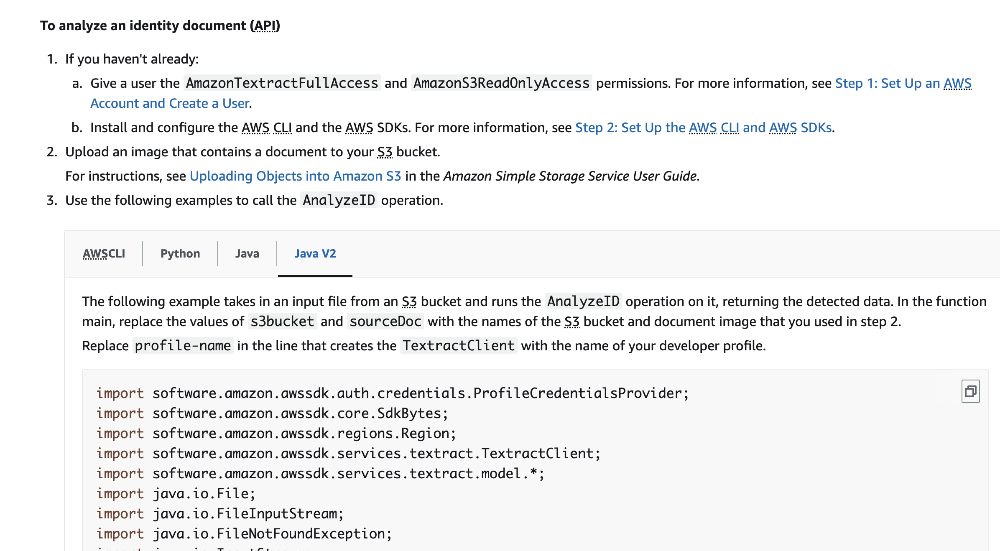 To analyze an identity document (API)
1. If you haven't already:
a. Give a user the AmazonTextractFullAccess and AmazonS3ReadOnlyAccess permissions. For more information, see Step 1: Set Up an AWS
Account and Create a User.
b. Install and configure the AWS CLI and the AWS SDKs. For more information, see Step 2: Set Up the AWS CLI and AWS SDKs.
2. Upload an image that contains a document to your S3 bucket.
For instructions, see Uploading Objects into Amazon S3 in the Amazon Simple Storage Service User Guide.
3. Use the following examples to call the AnalyzeID operation.
AWSCLI Python Java Java V2
The following example takes in an input file from an S3 bucket and runs the AnalyzeID operation on it, returning the detected data. In the function
main, replace the values of s3bucket and sourceDoc with the names of the S3 bucket and document image that you used in step 2.
Replace profile-name in the line that creates the TextractClient with the name of your developer profile.
import software.amazon.awssdk.auth.credentials.ProfileCredentialsProvider;
import software.amazon.awssdk.core.SdkBytes;
import software.amazon.awssdk.regions.Region;
import software.amazon.awssdk.services.textract.TextractClient;
import software.amazon.awssdk.services.textract.model.*;
import java.io.File;
import java.io.FileInputStream;
import java.io.FileNotFoundException;